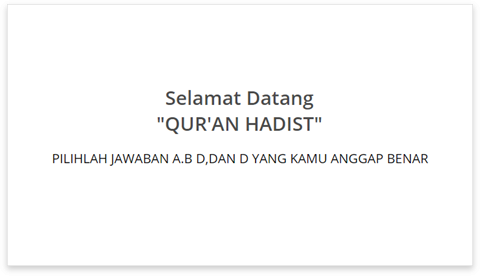 Selamat Datang
"QUR'AN HADIST"
PILIHLAH JAWABAN A.B D,DAN D YANG KAMU ANGGAP BENAR